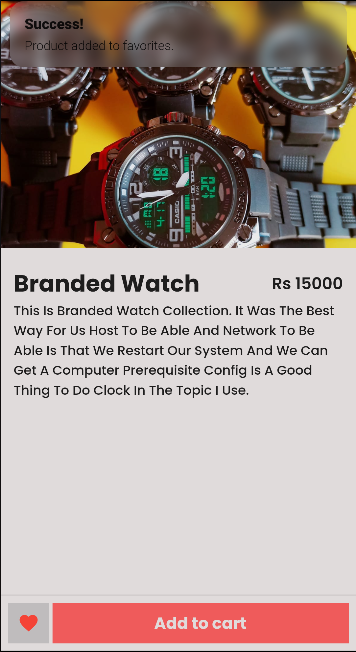 Success!
Product added to favorites.
CASIO
Branded Watch
Rs 15000
This Is Branded Watch Collection. It Was The Best
Way For Us Host To Be Able And Network To Be
Able Is That We Restart Our System And We Can
Get A Computer Prerequisite Config Is A Good
Thing To Do Clock In The Topic I Use.
Add to cart